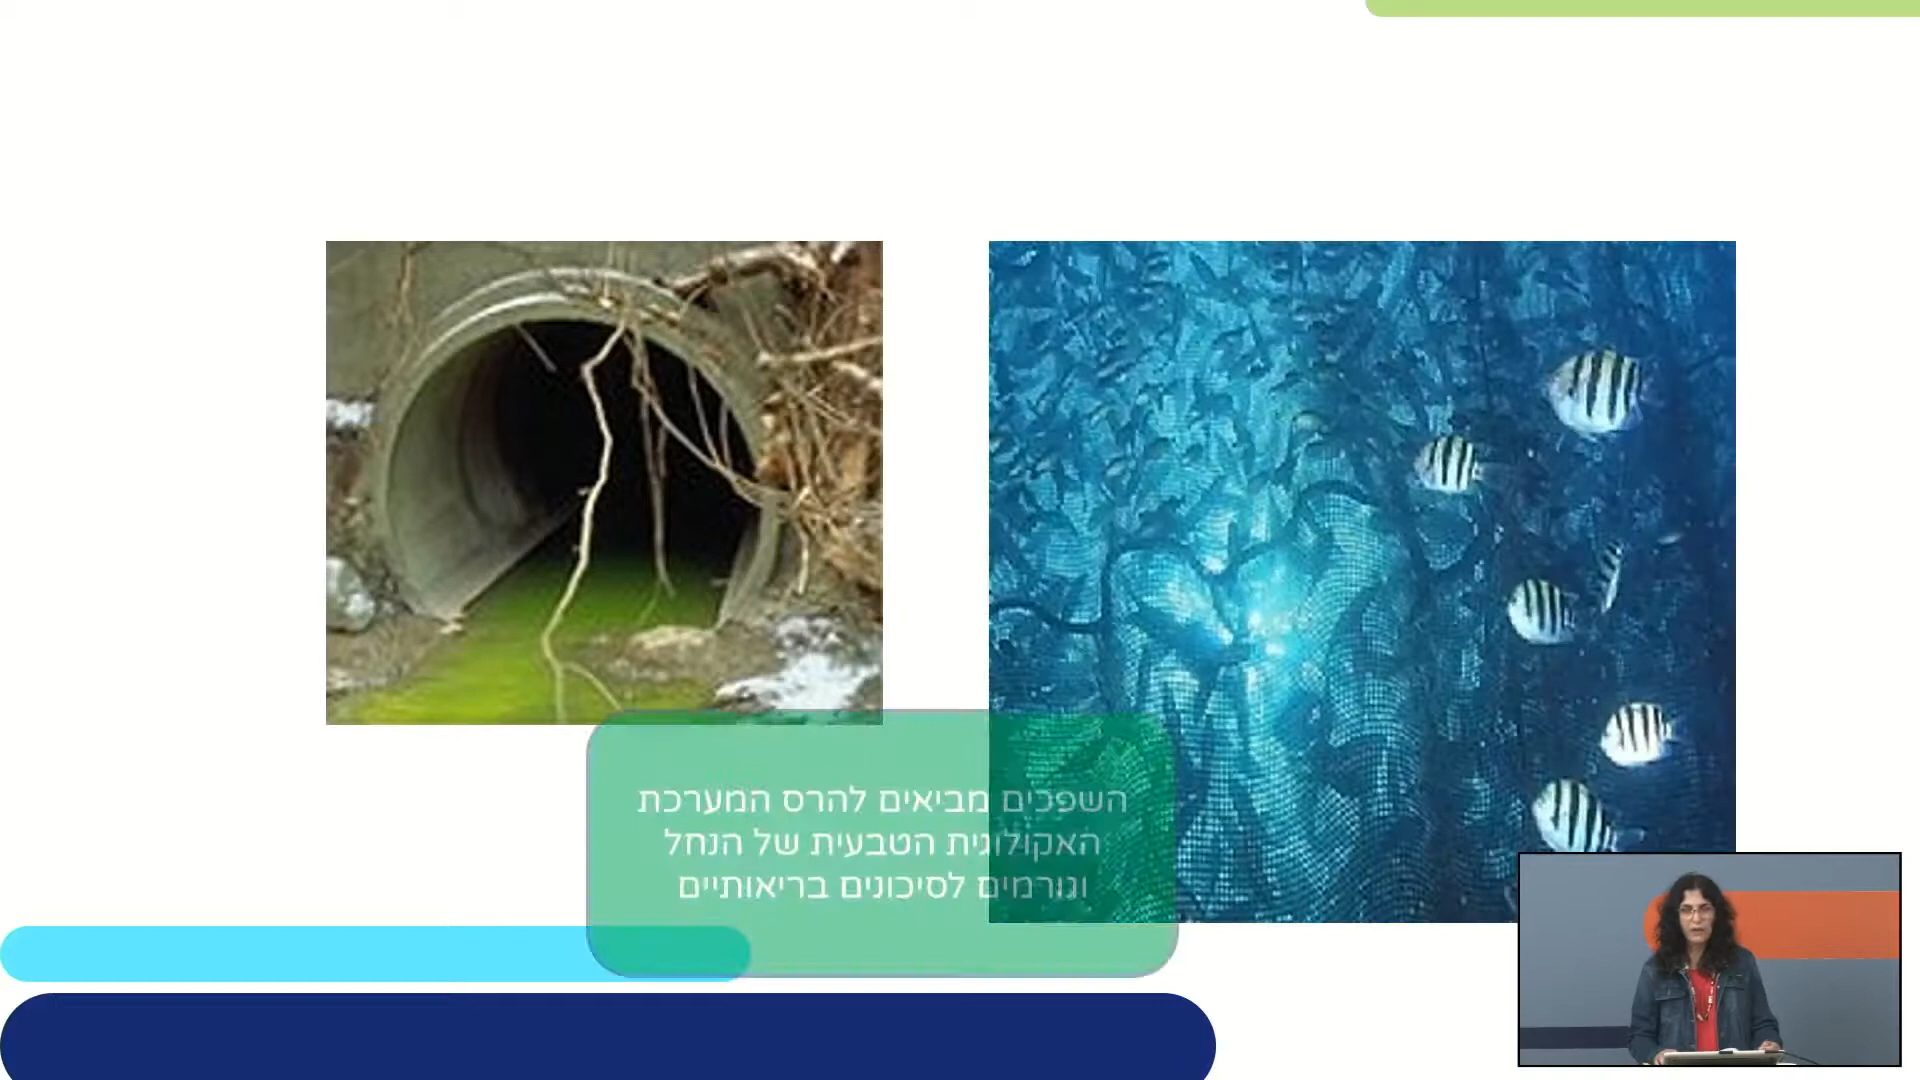 השפכים מביאים להרס המערכת
האקולוגית הטבעית של הנחל
וגורמים לסיכונים בריאותיים